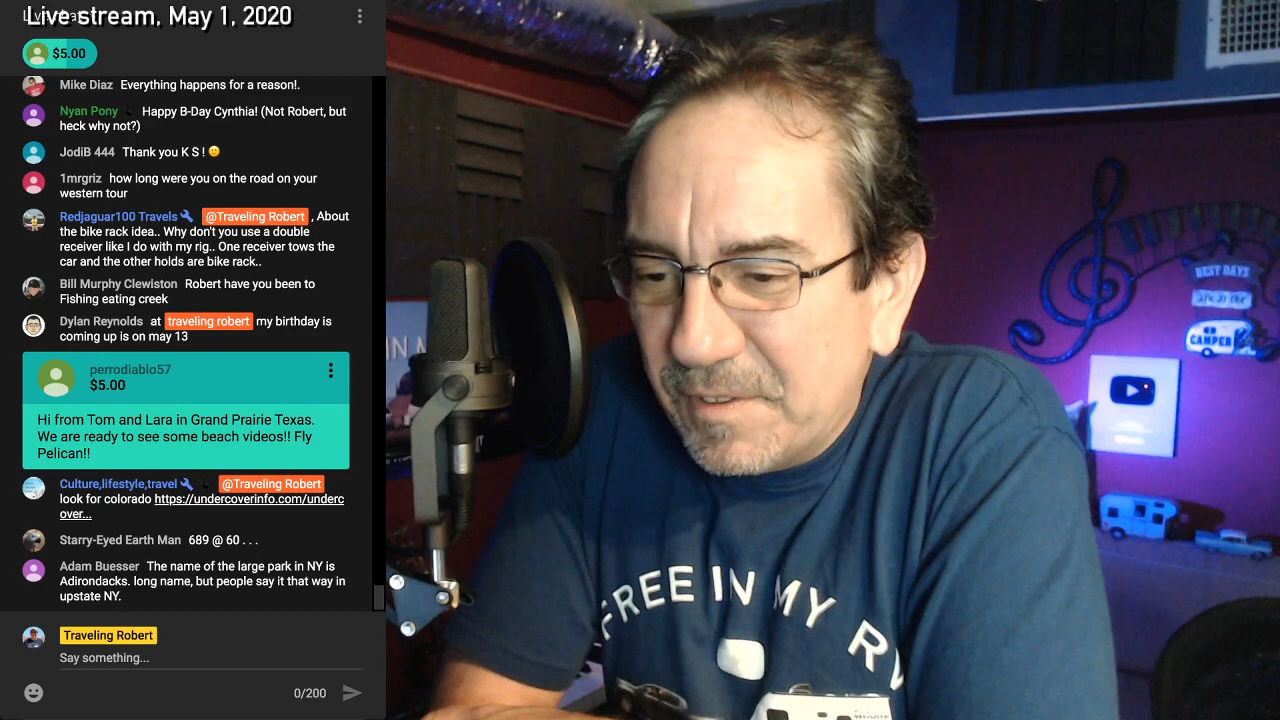 Live stream, May 1, 2020
$5.00
Mike Diaz Everything happens for a reason!.
Nyan Pony Happy B-Day Cynthia! (Not Robert, but
heck why not?)
JodiB 444 Thank you K S ! 🙂
1mrgriz how long were you on the road on your
western tour
Redjaguar100 Travels @Traveling Robert , About
the bike rack idea.. Why don't you use a double
receiver like I do with my rig.. One receiver tows the
car and the other holds are bike rack..
Bill Murphy Clewiston Robert have you been to
Fishing eating creek
Dylan Reynolds at traveling robert my birthday is
coming up is on may 13
perrodiablo57
$5.00
Hi from Tom and Lara in Grand Prairie Texas.
We are ready to see some beach videos!! Fly
Pelican!!
Culture,lifestyle,travel @Traveling Robert
look for colorado https://undercoverinfo.com/underc
over...
Starry-Eyed Earth Man 689 @ 60 . . .
Adam Buesser The name of the large park in NY is
Adirondacks. long name, but people say it that way in
upstate NY.
Traveling Robert
Say something...
0/200
IN M
FREE IN MY RV
BEST DAYS
CAMPER